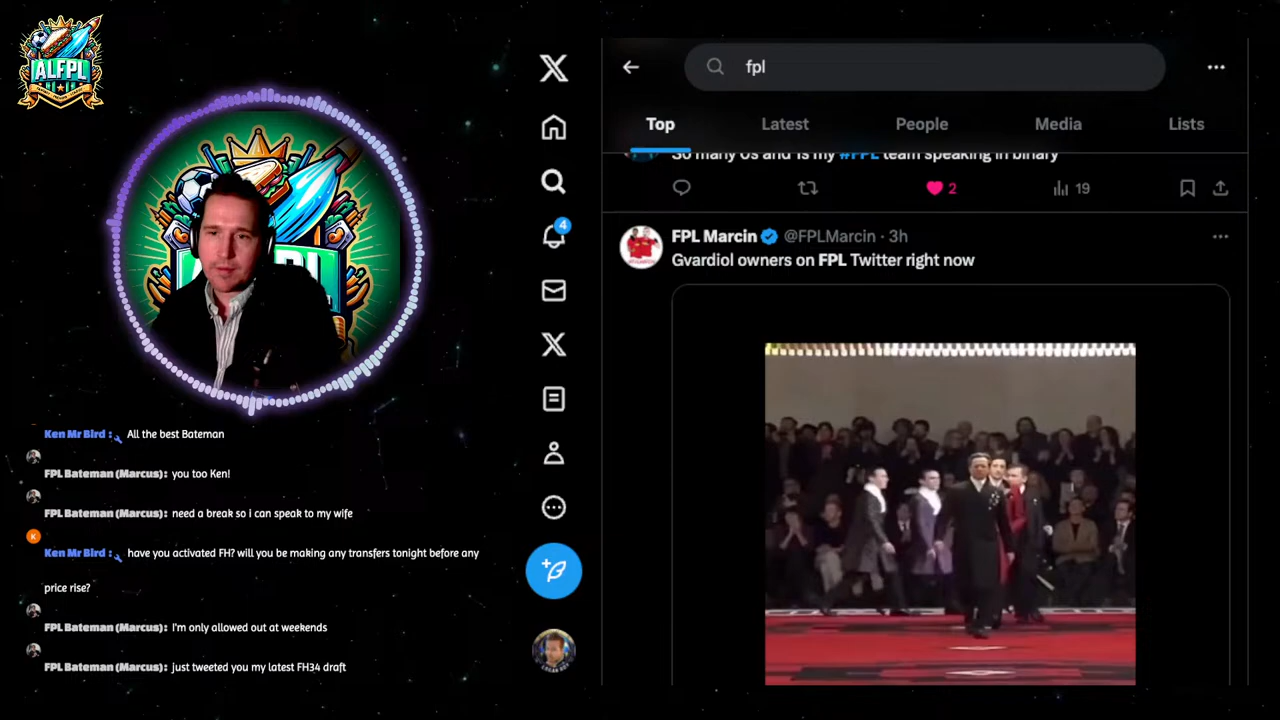 ALFPL
Ken Mr Bird : All the best Bateman
FPL Bateman (Marcus): you too Ken!
FPL Bateman (Marcus): need a break so i can speak to my wife
K
Ken Mr Bird : have you activated FH? will you be making any transfers tonight before any
price rise?
FPL Bateman (Marcus): I'm only allowed out at weekends
FPL Bateman (Marcus): just tweeted you my latest FH34 draft
4
fpl
Top Latest People Media Lists
So many 0s and 1s is my #FPL team speaking in binary
2 19
FPL Marcin @FPLMarcin · 3h
Gvardiol owners on FPL Twitter right now